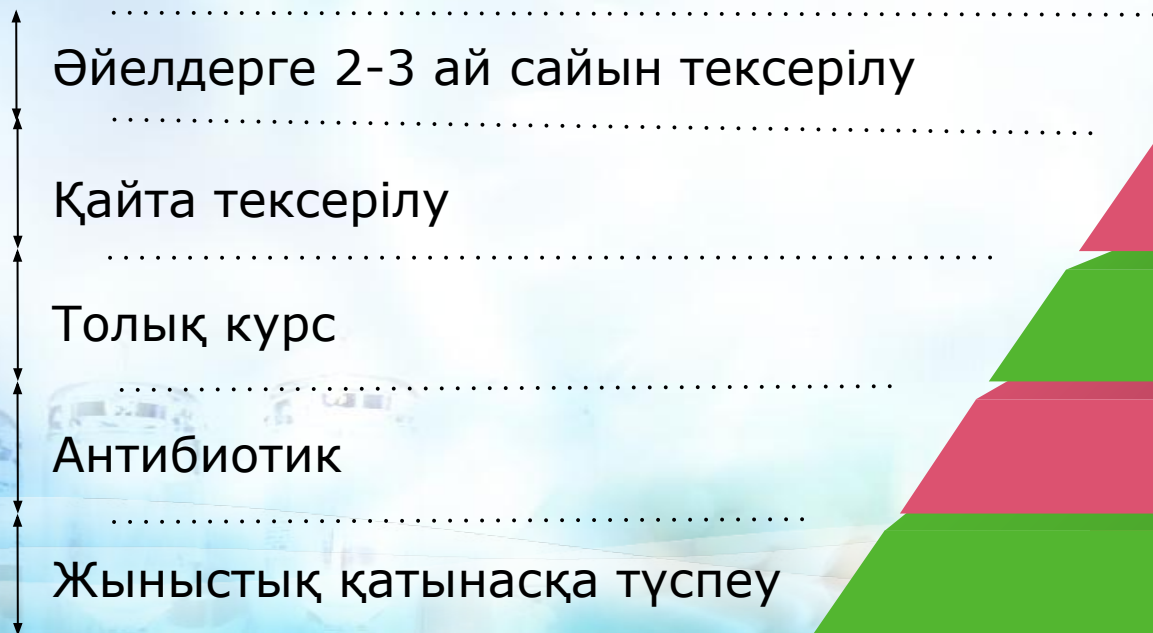 Әйелдерге 2-3 ай сайын тексерілу
Қайта тексерілу
Толық курс
Антибиотик
Жыныстық қатынасқа түспеу